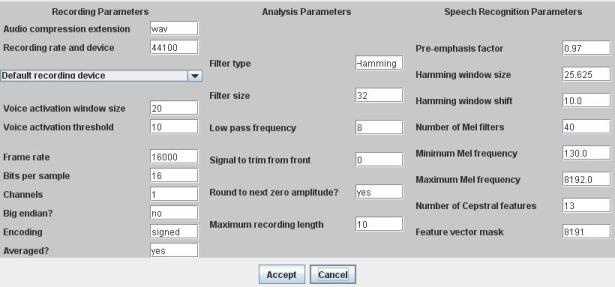 Recording Parameters
Audio compression extension wav
Recording rate and device 44100
Default recording device
Voice activation window size 20
Voice activation threshold 10
Frame rate 16000
Bits per sample 16
Channels 1
Big endian? no
Encoding signed
Averaged? yes
Analysis Parameters
Filter type Hamming
Filter size 32
Low pass frequency 8
Signal to trim from front 0
Round to next zero amplitude? yes
Maximum recording length 10
Speech Recognition Parameters
Pre-emphasis factor 0.97
Hamming window size 25.625
Hamming window shift 10.0
Number of Mel filters 40
Minimum Mel frequency 130.0
Maximum Mel frequency 8192.0
Number of Cepstral features 13
Feature vector mask 8191
Accept Cancel